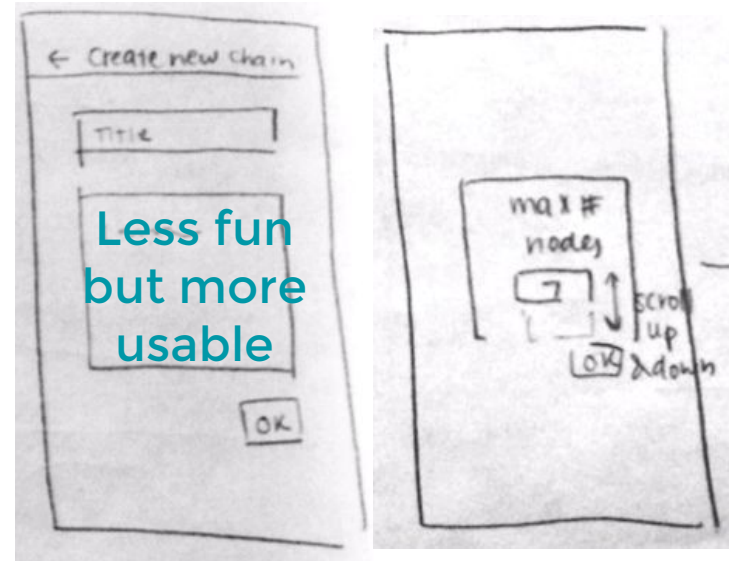 ← Create new chain
Title
Less fun
but more
usable
OK
max #
nodes
7
scroll
up
& down
OK